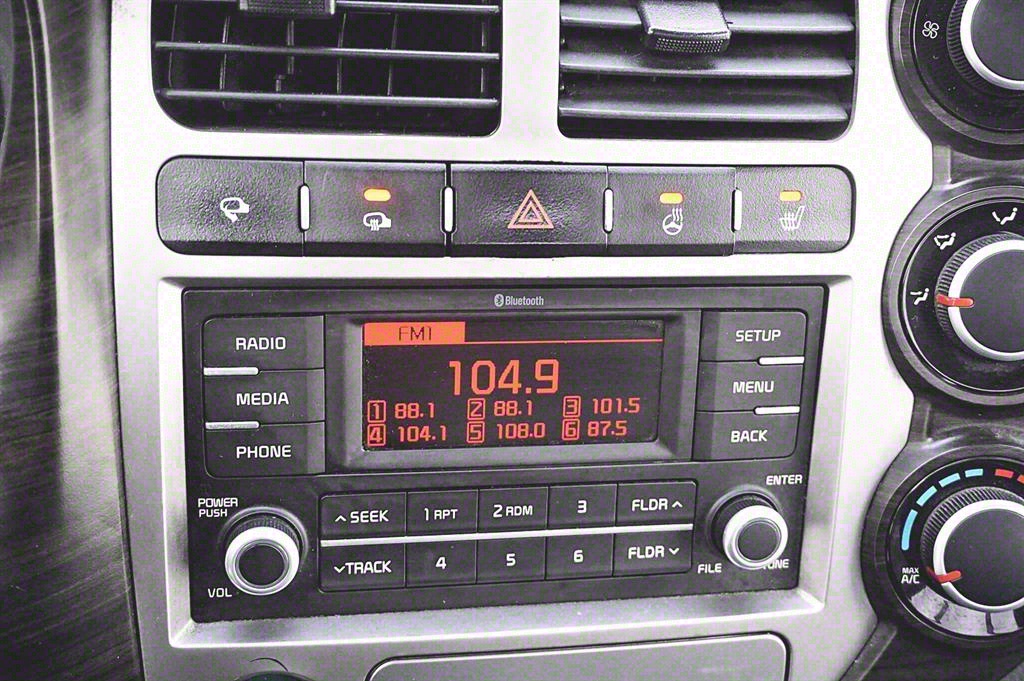 Bluetooth
RADIO
MEDIA
PHONE
FM1
104.9
1 88.1 2 88.1 3 101.5
4 104.1 5 108.0 6 87.5
SETUP
MENU
BACK
POWER
PUSH
VOL
SEEK 1 RPT 2 RDM 3 FLDR
TRACK 4 5 6 FLDR
ENTER
FILE TUNE
MAX
A/C